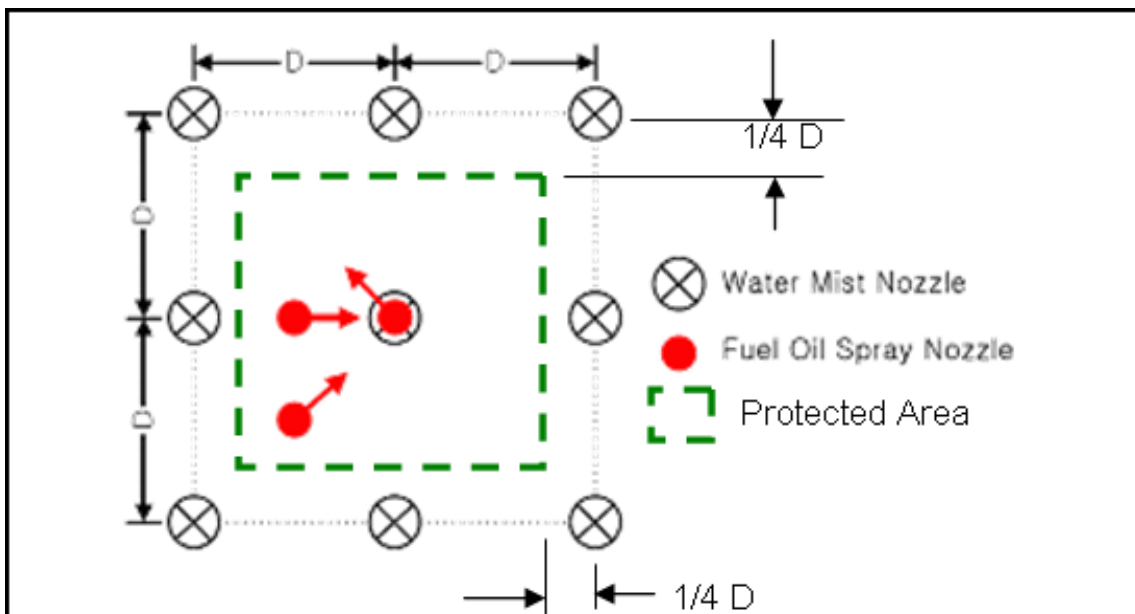 D D
1/4 D
D
Water Mist Nozzle
Fuel Oil Spray Nozzle
Protected Area
D
1/4 D